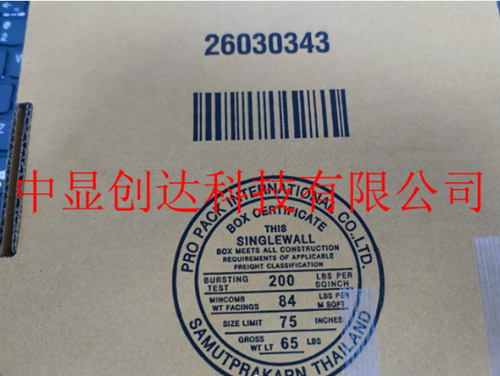 26030343
中显创达科技有限公司
PRO PACK INTERNATIONAL CO.,LTD.
BOX CERTIFICATE
THIS
SINGLEWALL
BOX MEETS ALL CONSTRUCTION
REQUIREMENTS OF APPLICABLE
FREIGHT CLASSIFICATION
BURSTING TEST 200 LBS PER SQINCH
MINCOMB WT FACINGS 84 LBS PER M SQFT
SIZE LIMIT 75 INCHES
GROSS WT LT 65 LBS
SAMUTPRAKARN THAILAND